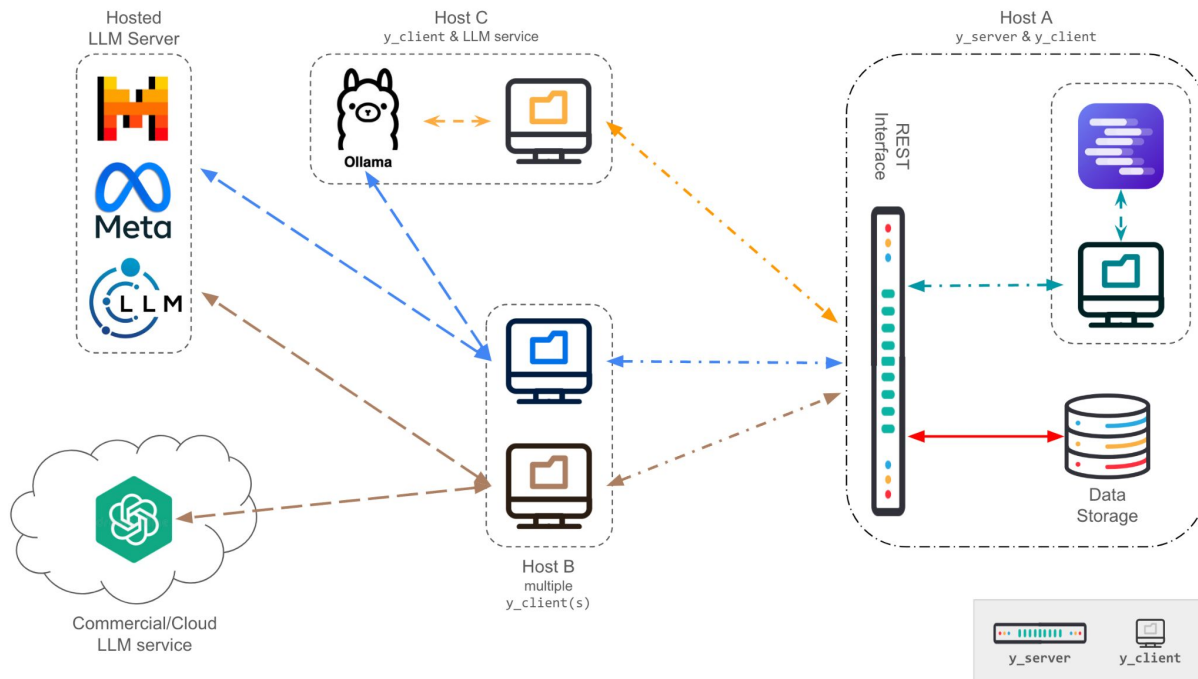 Hosted
LLM Server
Host C
y_client & LLM service
Host A
y_server & y_client
Ollama
REST
Interface
Meta
LLM
Data
Storage
Host B
multiple
y_client(s)
Commercial/Cloud
LLM service
y_server
y_client